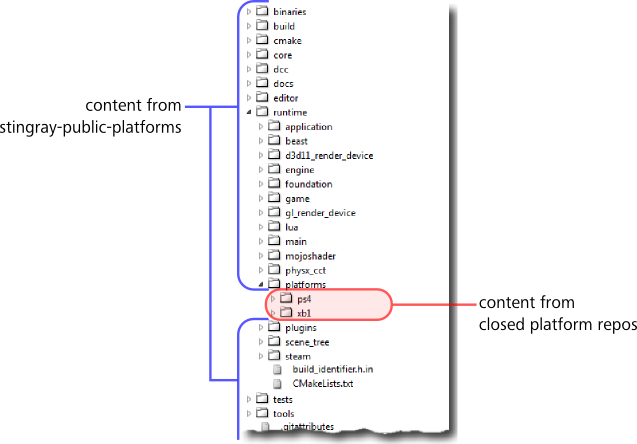 binaries
build
cmake
core
dcc
docs
editor
runtime
application
beast
d3d11_render_device
engine
foundation
game
gl_render_device
lua
main
mojoshader
physx_cct
platforms
ps4
xb1
plugins
scene_tree
steam
build_identifier.h.in
CMakeLists.txt
tests
tools
.gitattributes
content from
stingray-public-platforms
content from
closed platform repos